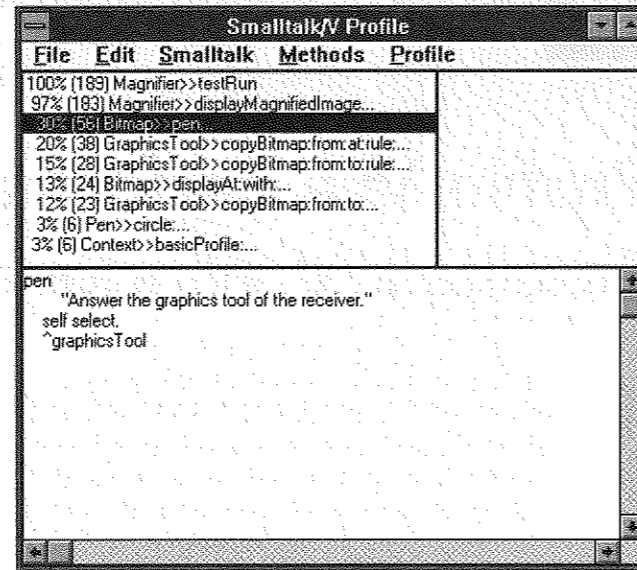 Smalltalk/V Profile
File Edit Smalltalk Methods Profile
100% (189) Magnifier>>testRun
97% (183) Magnifier>>displayMagnifiedImage...
30% (56) Bitmap>>pen
20% (38) GraphicsTool>>copyBitmap:from:at:rule:...
15% (28) GraphicsTool>>copyBitmap:from:to:rule:...
13% (24) Bitmap>>displayAt:with:...
12% (23) GraphicsTool>>copyBitmap:from:to:...
3% (6) Pen>>circle:...
3% (6) Context>>basicProfile:...
pen
"Answer the graphics tool of the receiver."
self select.
^graphicsTool